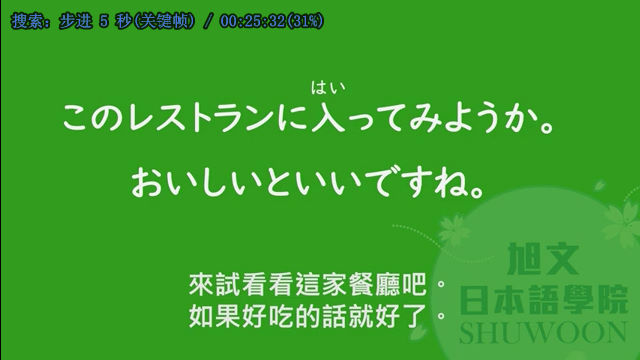 搜索: 步进 5 秒(关键帧) / 00:25:32(31%)
はい
このレストランに入ってみようか。
おいしいといいですね。
來試看看這家餐廳吧。
如果好吃的話就好了。
旭文
日本語學院
SHUWOON